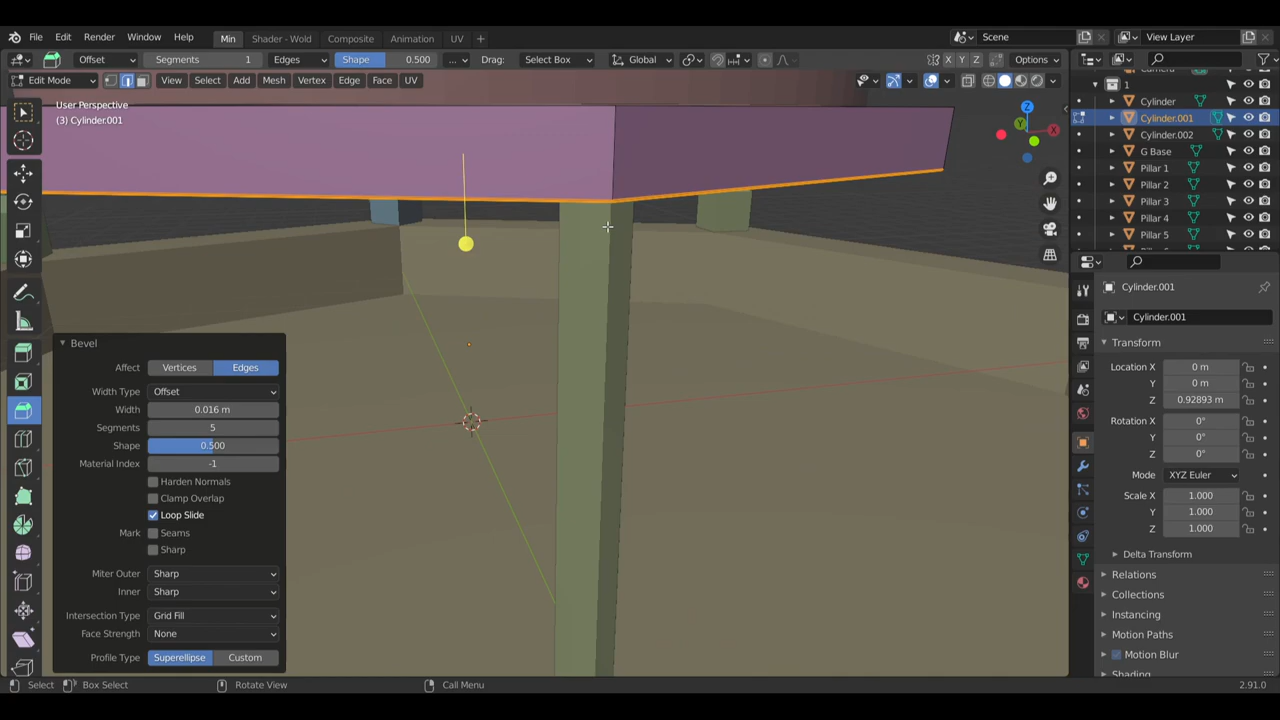 File Edit Render Window Help Min Shader - Wold Composite Animation UV + Scene View Layer
Offset Segments 1 Edges Shape 0.500 ... Drag: Select Box Global X Y Z Options
Edit Mode View Select Add Mesh Vertex Edge Face UV
User Perspective
(3) Cylinder.001
Z
Y
X
1
Cylinder
Cylinder.001
Cylinder.002
G Base
Pillar 1
Pillar 2
Pillar 3
Pillar 4
Pillar 5
Cylinder.001
Cylinder.001
Transform
Location X 0 m
Y 0 m
Z 0.92893 m
Rotation X 0°
Y 0°
Z 0°
Mode XYZ Euler
Scale X 1.000
Y 1.000
Z 1.000
Delta Transform
Relations
Collections
Instancing
Motion Paths
Motion Blur
Shading
Bevel
Affect Vertices Edges
Width Type Offset
Width 0.016 m
Segments 5
Shape 0.500
Material Index -1
Harden Normals
Clamp Overlap
Loop Slide
Mark Seams
Sharp
Miter Outer Sharp
Inner Sharp
Intersection Type Grid Fill
Face Strength None
Profile Type Superellipse Custom
Select Box Select Rotate View Call Menu 2.91.0